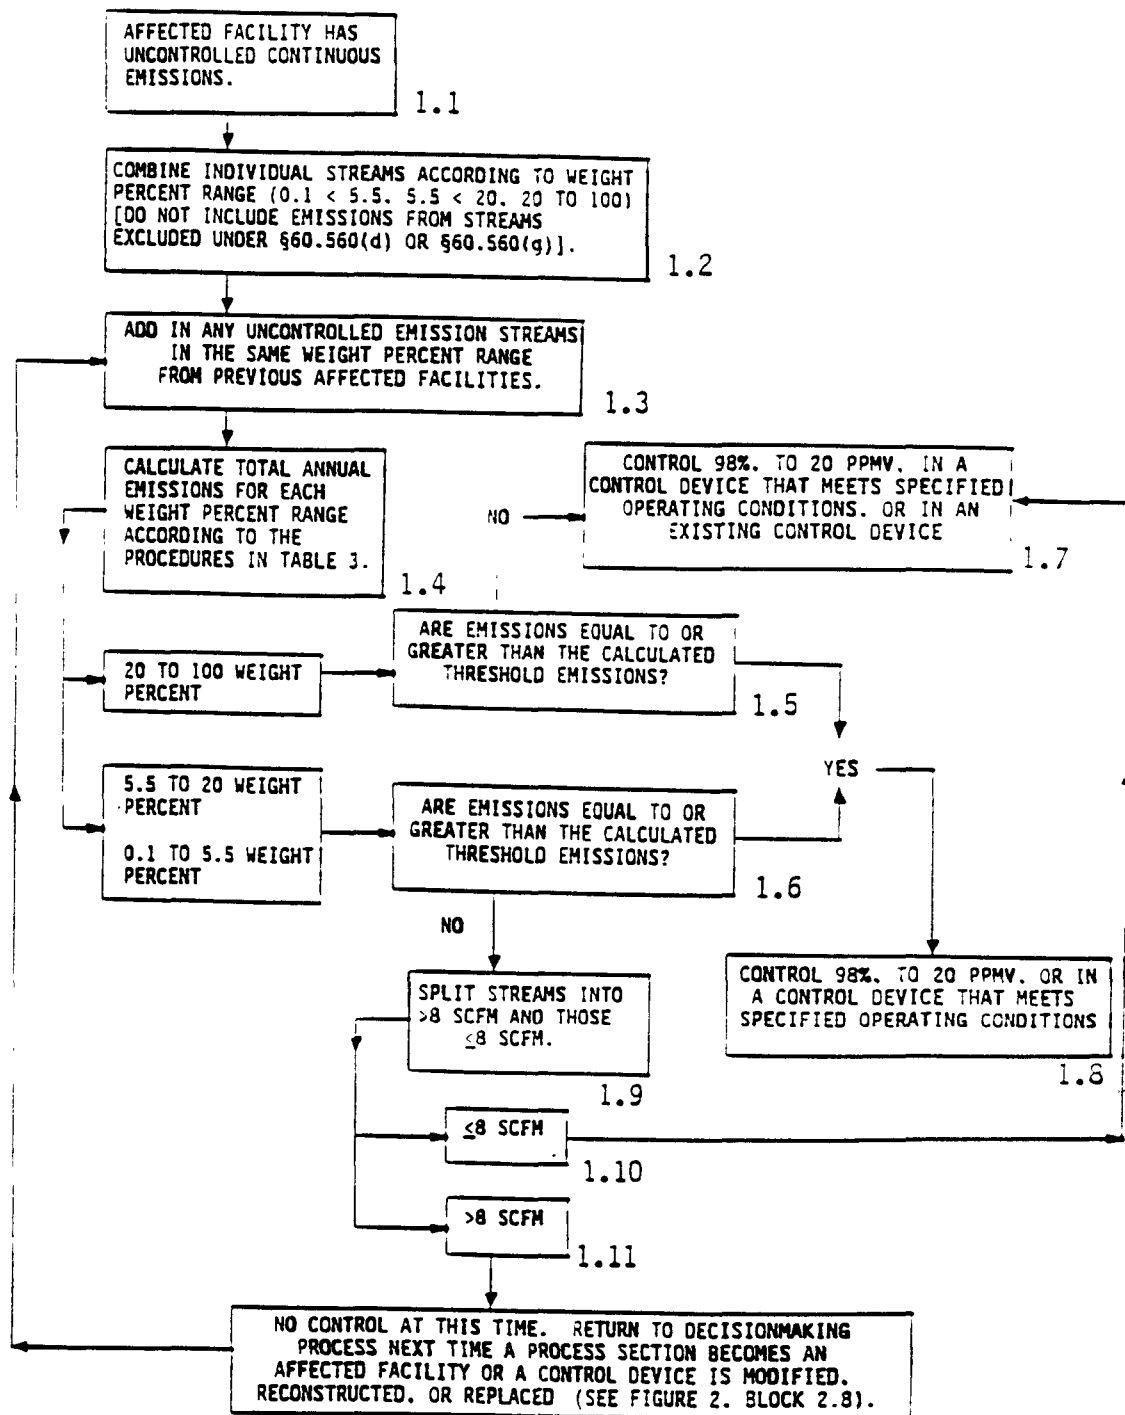 AFFECTED FACILITY HAS
UNCONTROLLED CONTINUOUS
EMISSIONS.
1.1
COMBINE INDIVIDUAL STREAMS ACCORDING TO WEIGHT
PERCENT RANGE (0.1 < 5.5. 5.5 < 20. 20 TO 100)
[DO NOT INCLUDE EMISSIONS FROM STREAMS
EXCLUDED UNDER §60.560(d) OR §60.560(g)].
1.2
ADD IN ANY UNCONTROLLED EMISSION STREAMS
IN THE SAME WEIGHT PERCENT RANGE
FROM PREVIOUS AFFECTED FACILITIES.
1.3
CALCULATE TOTAL ANNUAL
EMISSIONS FOR EACH
WEIGHT PERCENT RANGE
ACCORDING TO THE
PROCEDURES IN TABLE 3.
1.4
NO
CONTROL 98%. TO 20 PPMV. IN A
CONTROL DEVICE THAT MEETS SPECIFIED
OPERATING CONDITIONS. OR IN AN
EXISTING CONTROL DEVICE
1.7
20 TO 100 WEIGHT
PERCENT
ARE EMISSIONS EQUAL TO OR
GREATER THAN THE CALCULATED
THRESHOLD EMISSIONS?
1.5
YES
5.5 TO 20 WEIGHT
PERCENT
0.1 TO 5.5 WEIGHT
PERCENT
ARE EMISSIONS EQUAL TO OR
GREATER THAN THE CALCULATED
THRESHOLD EMISSIONS?
1.6
NO
SPLIT STREAMS INTO
>8 SCFM AND THOSE
≤8 SCFM.
1.9
CONTROL 98%. TO 20 PPMV. OR IN
A CONTROL DEVICE THAT MEETS
SPECIFIED OPERATING CONDITIONS
1.8
≤8 SCFM
1.10
>8 SCFM
1.11
NO CONTROL AT THIS TIME. RETURN TO DECISIONMAKING
PROCESS NEXT TIME A PROCESS SECTION BECOMES AN
AFFECTED FACILITY OR A CONTROL DEVICE IS MODIFIED.
RECONSTRUCTED. OR REPLACED (SEE FIGURE 2. BLOCK 2.8).